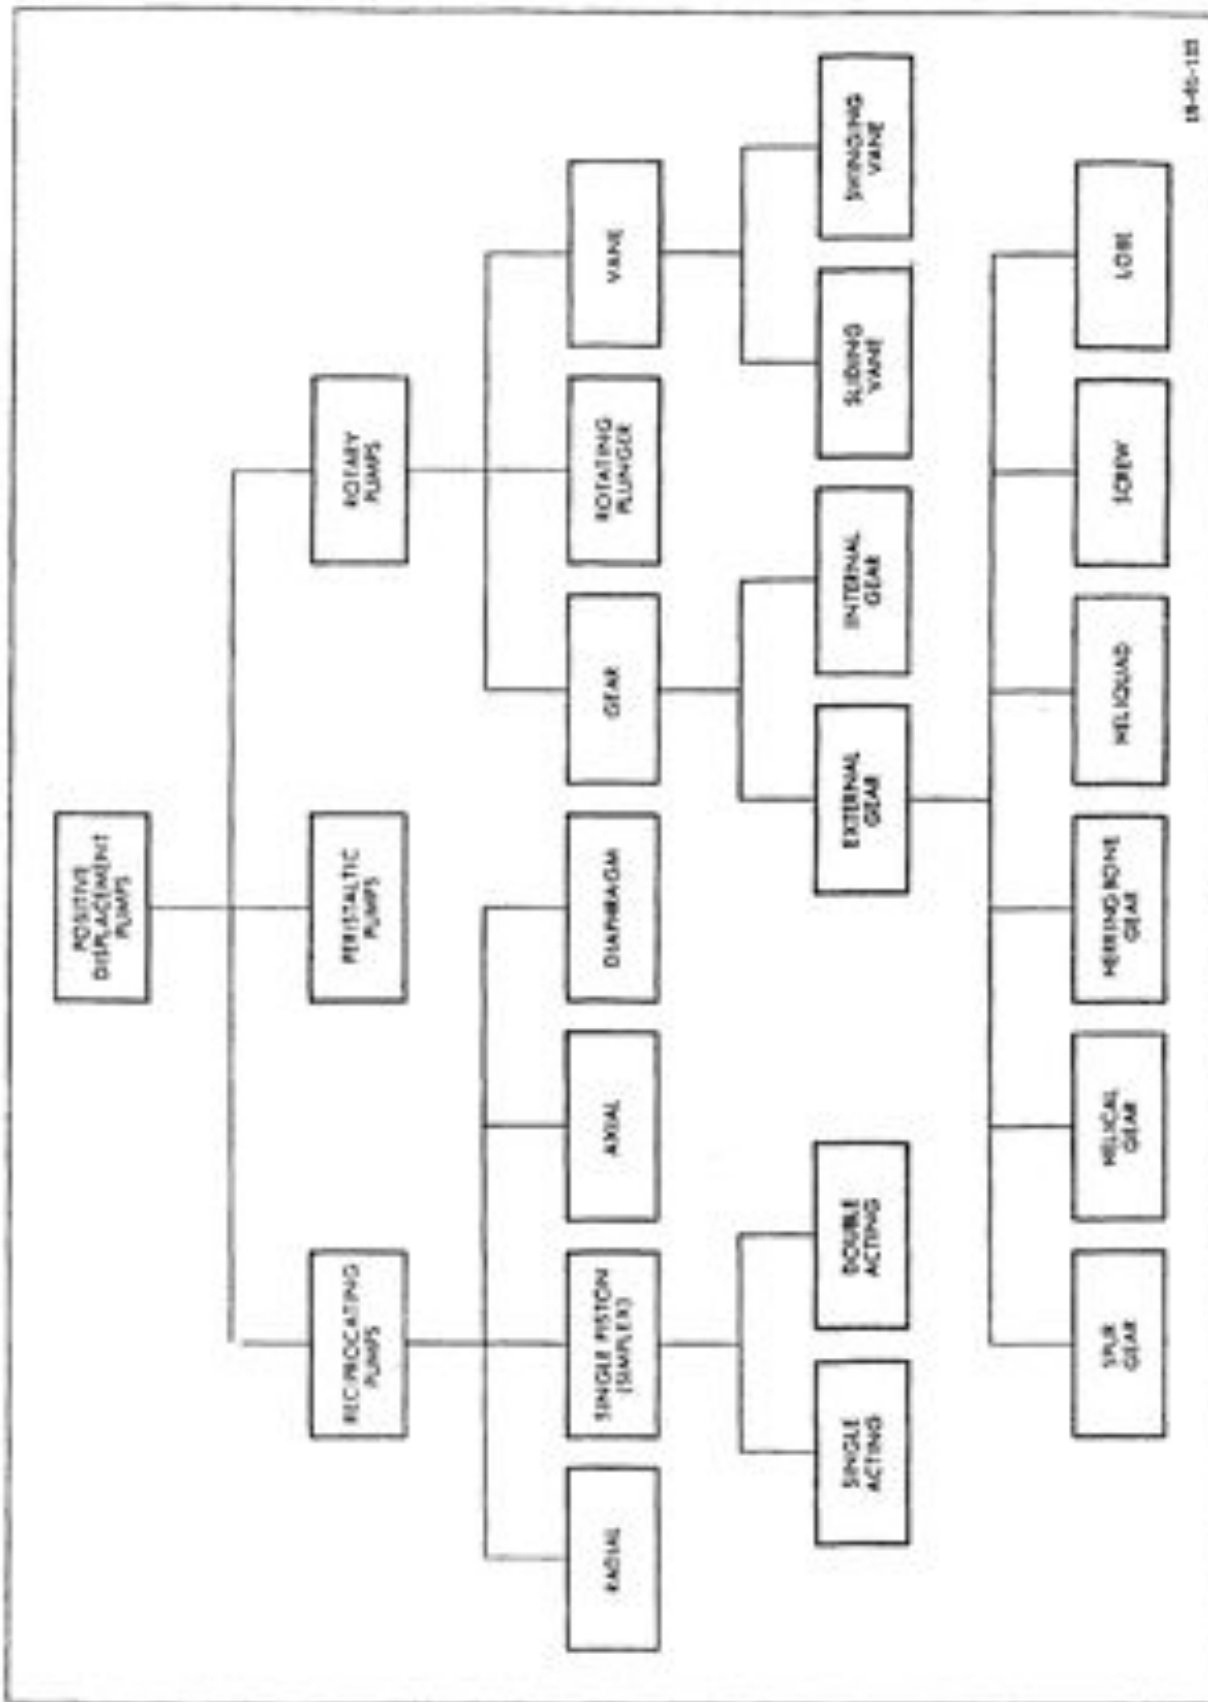 POSITIVE
DISPLACEMENT
PUMPS
RECIPROCATING
PUMPS
PERISTALTIC
PUMPS
ROTARY
PUMPS
RADIAL
SINGLE PISTON
(SIMPLEX)
AXIAL
DIAPHRAGM
GEAR
ROTATING
PLUNGER
VANE
SINGLE
ACTING
DOUBLE
ACTING
EXTERNAL
GEAR
INTERNAL
GEAR
SLIDING
VANE
SWINGING
VANE
SPUR
GEAR
HELICAL
GEAR
HERRING BONE
GEAR
HELIQUAD
SCREW
LOBE